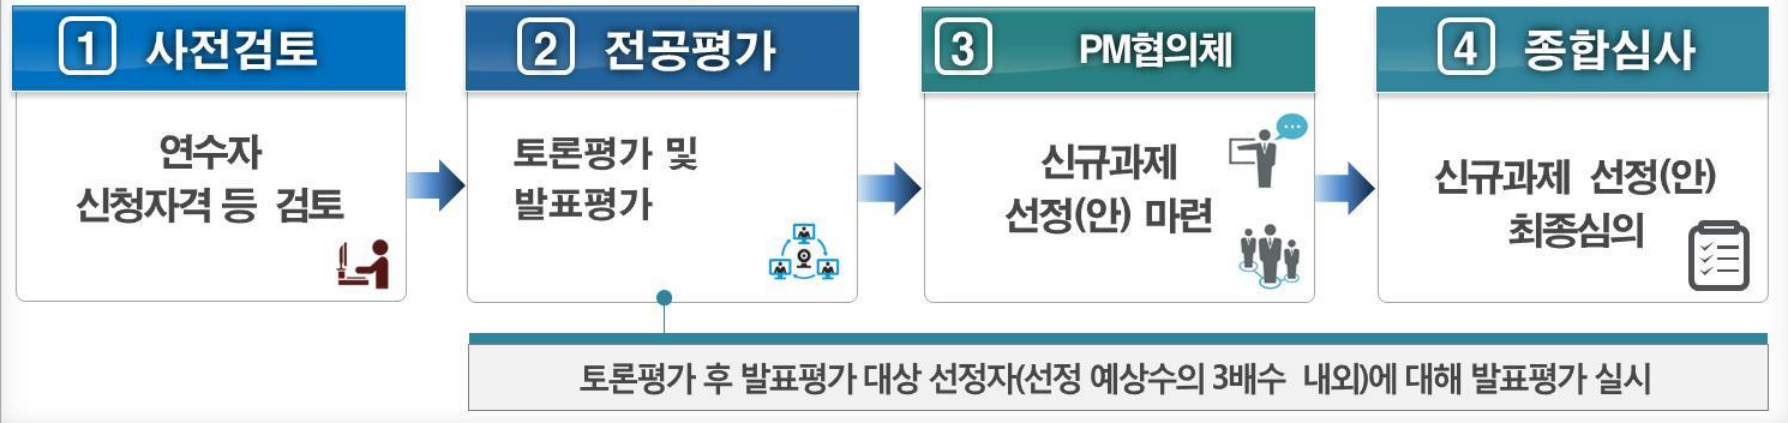 1 사전검토
연수자
신청자격 등 검토
2 전공평가
토론평가 및
발표평가
3 PM협의체
신규과제
선정(안) 마련
4 종합심사
신규과제 선정(안)
최종심의
토론평가 후 발표평가 대상 선정자(선정 예상수의 3배수 내외)에 대해 발표평가 실시